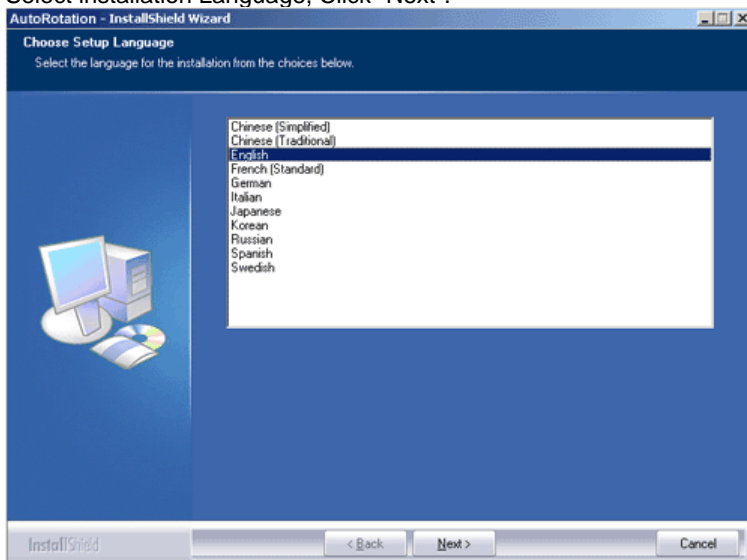 Select installation Language, Click "Next".
AutoRotation - InstallShield Wizard
Choose Setup Language
Select the language for the installation from the choices below.
Chinese (Simplified)
Chinese (Traditional)
English
French (Standard)
German
Italian
Japanese
Korean
Russian
Spanish
Swedish
InstallShield
< Back
Next >
Cancel